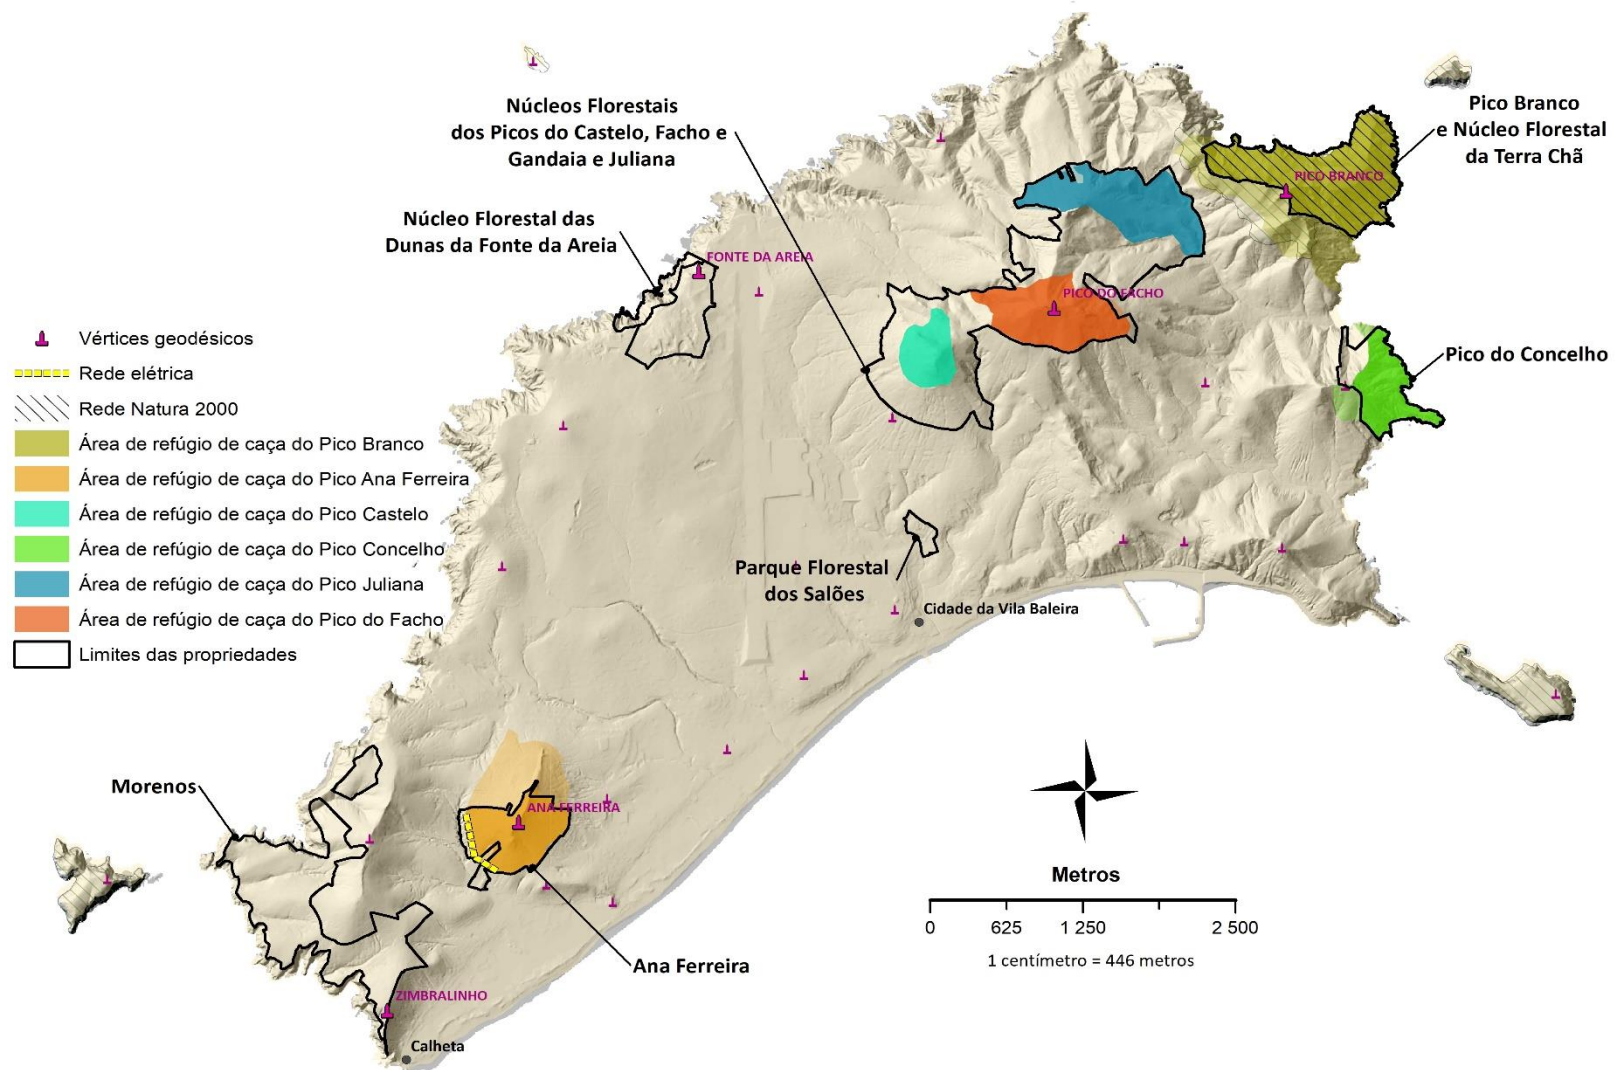 Núcleos Florestais
dos Picos do Castelo, Facho e
Gandaia e Juliana
Pico Branco
e Núcleo Florestal
da Terra Chã
PICO BRANCO
Núcleo Florestal das
Dunas da Fonte da Areia
FONTE DA AREIA
PICO DO FACHO
Pico do Concelho
Vértices geodésicos
Rede elétrica
Rede Natura 2000
Área de refúgio de caça do Pico Branco
Área de refúgio de caça do Pico Ana Ferreira
Área de refúgio de caça do Pico Castelo
Área de refúgio de caça do Pico Concelho
Área de refúgio de caça do Pico Juliana
Área de refúgio de caça do Pico do Facho
Limites das propriedades
Parque Florestal
dos Salões
Cidade da Vila Baleira
Morenos
ANA FERREIRA
Ana Ferreira
ZIMBRALINHO
Calheta
Metros
0 625 1 250 2 500
1 centímetro = 446 metros